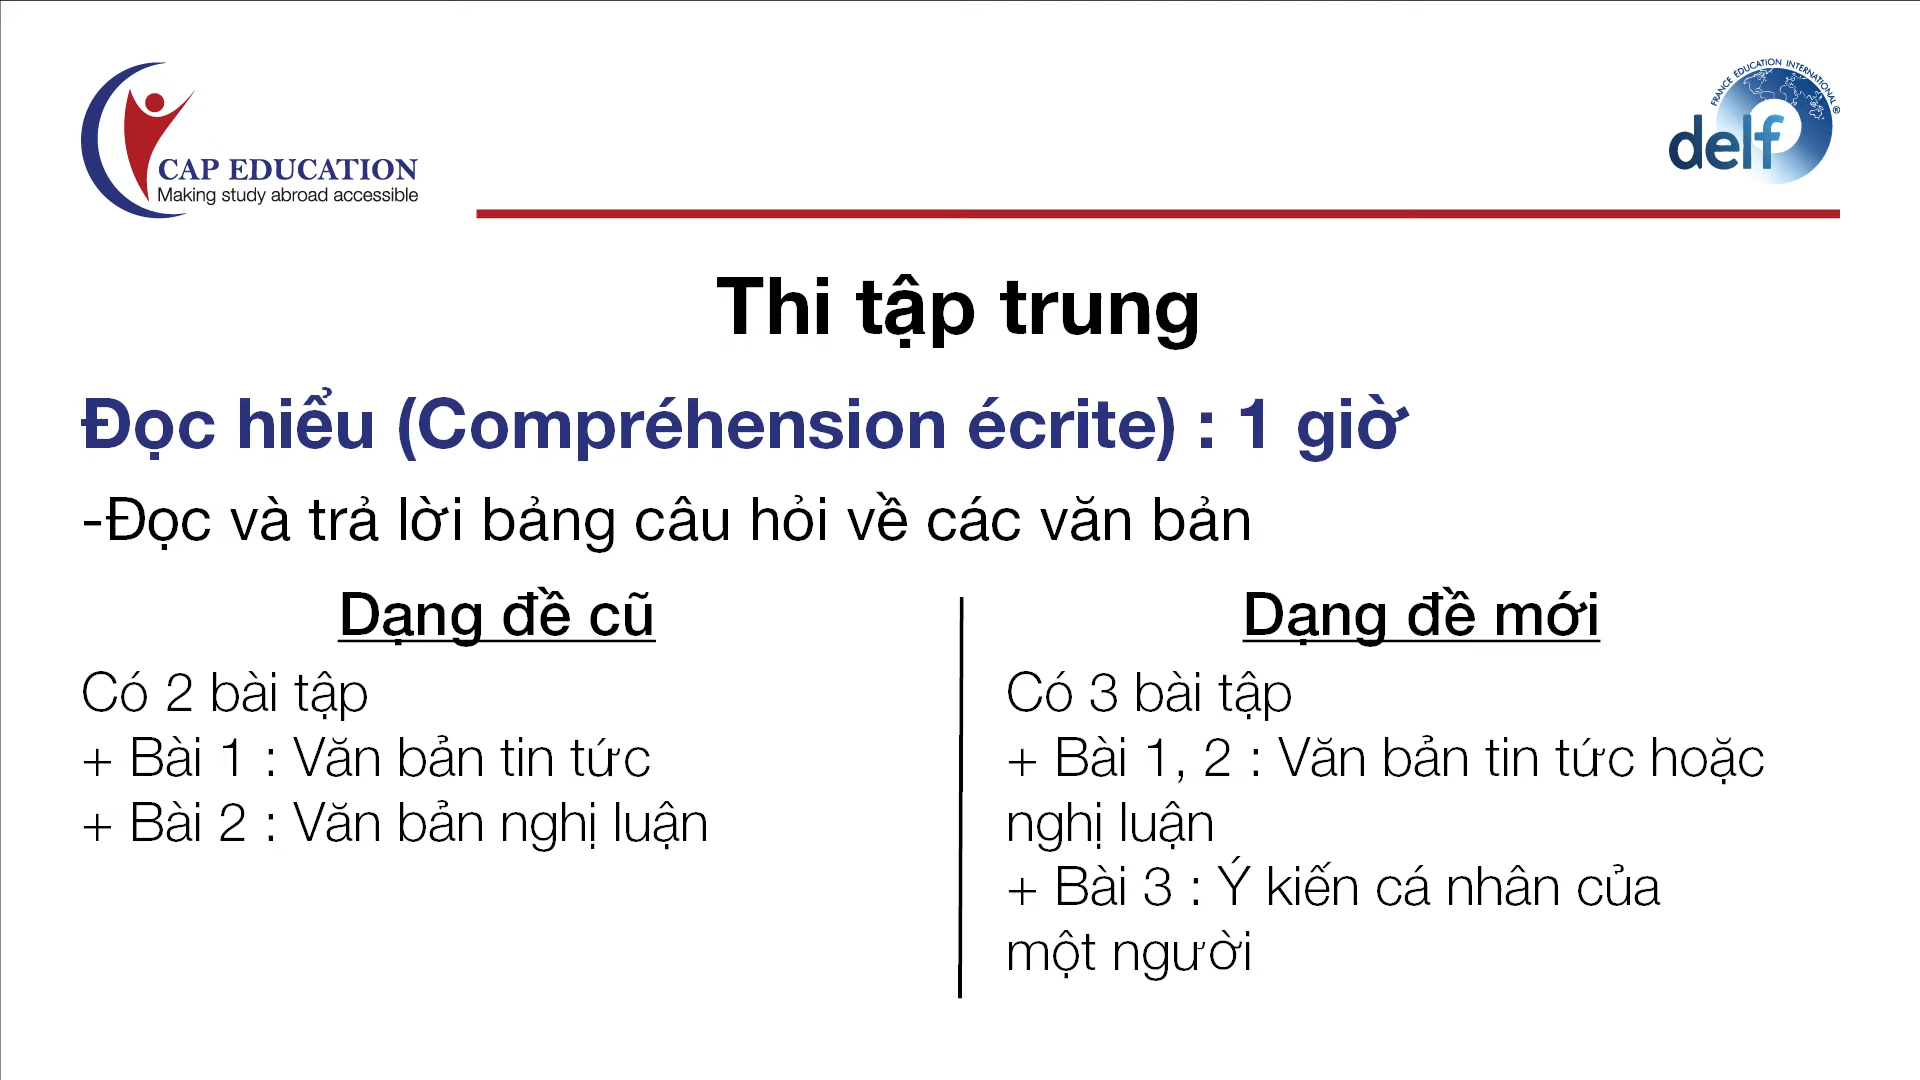 CAP EDUCATION
Making study abroad accessible
FRANCE ÉDUCATION INTERNATIONAL®
delf
Thi tập trung
Đọc hiểu (Compréhension écrite) : 1 giờ
-Đọc và trả lời bảng câu hỏi về các văn bản
Dạng đề cũ
Có 2 bài tập
+ Bài 1 : Văn bản tin tức
+ Bài 2 : Văn bản nghị luận
Dạng đề mới
Có 3 bài tập
+ Bài 1, 2 : Văn bản tin tức hoặc
nghị luận
+ Bài 3 : Ý kiến cá nhân của
một người